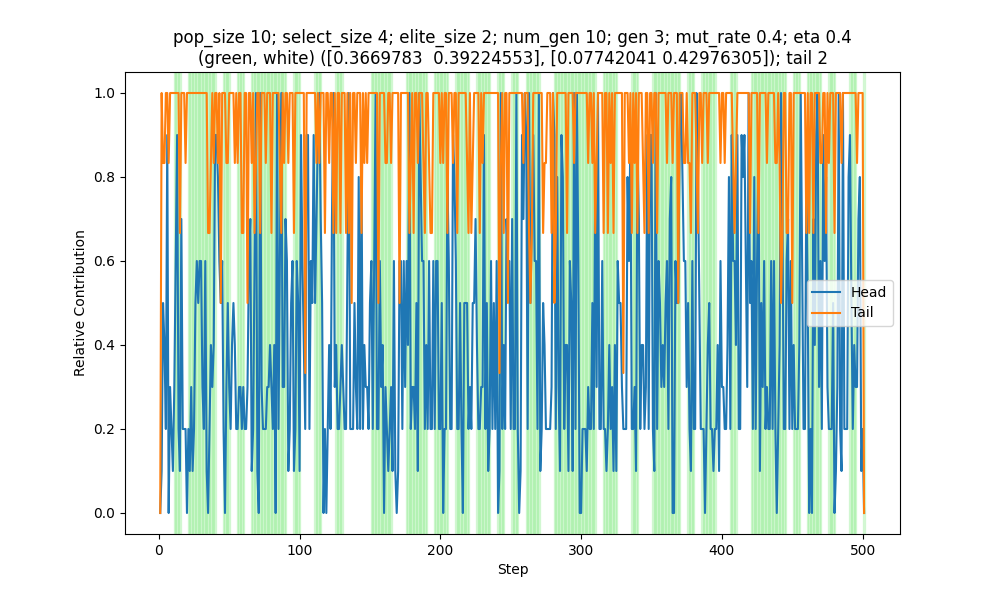 pop_size 10; select_size 4; elite_size 2; num_gen 10; gen 3; mut_rate 0.4; eta 0.4
(green, white) ([0.3669783  0.39224553], [0.07742041 0.42976305]); tail 2
1.0
0.8
0.6
0.4
0.2
0.0
Relative Contribution
Head
Tail
0
100
200
300
400
500
Step